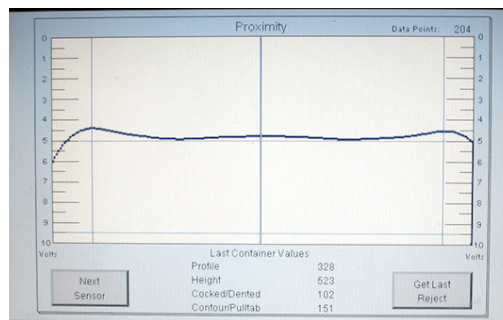 Proximity
Data Points: 204
0
1
2
3
4
5
6
7
8
9
10
Volts
0
1
2
3
4
5
6
7
8
9
10
Volts
Last Container Values
Profile 328
Height 523
Cocked/Dented 102
Contour/Pulltab 151
Next
Sensor
Get Last
Reject